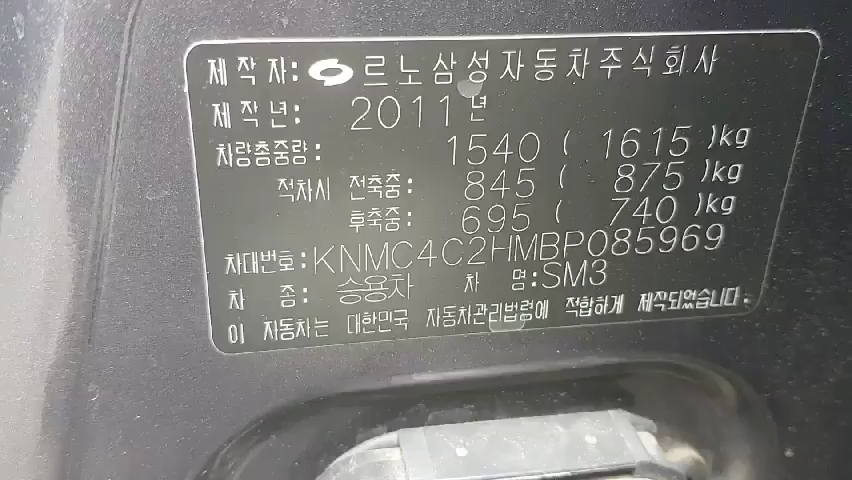 제작자: 르노삼성자동차주식회사
제작년: 2011년
차량총중량: 1540 ( 1615 )kg
적차시 전축중: 845 ( 875 )kg
후축중: 695 ( 740 )kg
차대번호: KNMC4C2HMBP085969
차 종: 승용차 차 명: SM3
이 자동차는 대한민국 자동차관리법령에 적합하게 제작되었습니다.